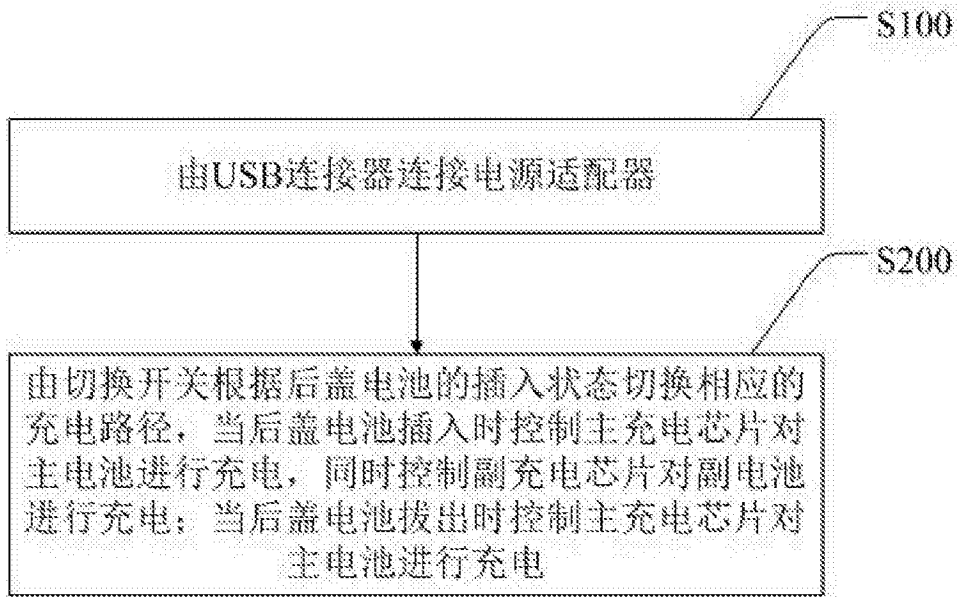 S100
由USB连接器连接电源适配器
S200
由切换开关根据后盖电池的插入状态切换相应的
充电路径，当后盖电池插入时控制主充电芯片对
主电池进行充电，同时控制副充电芯片对副电池
进行充电；当后盖电池拔出时控制主充电芯片对
主电池进行充电